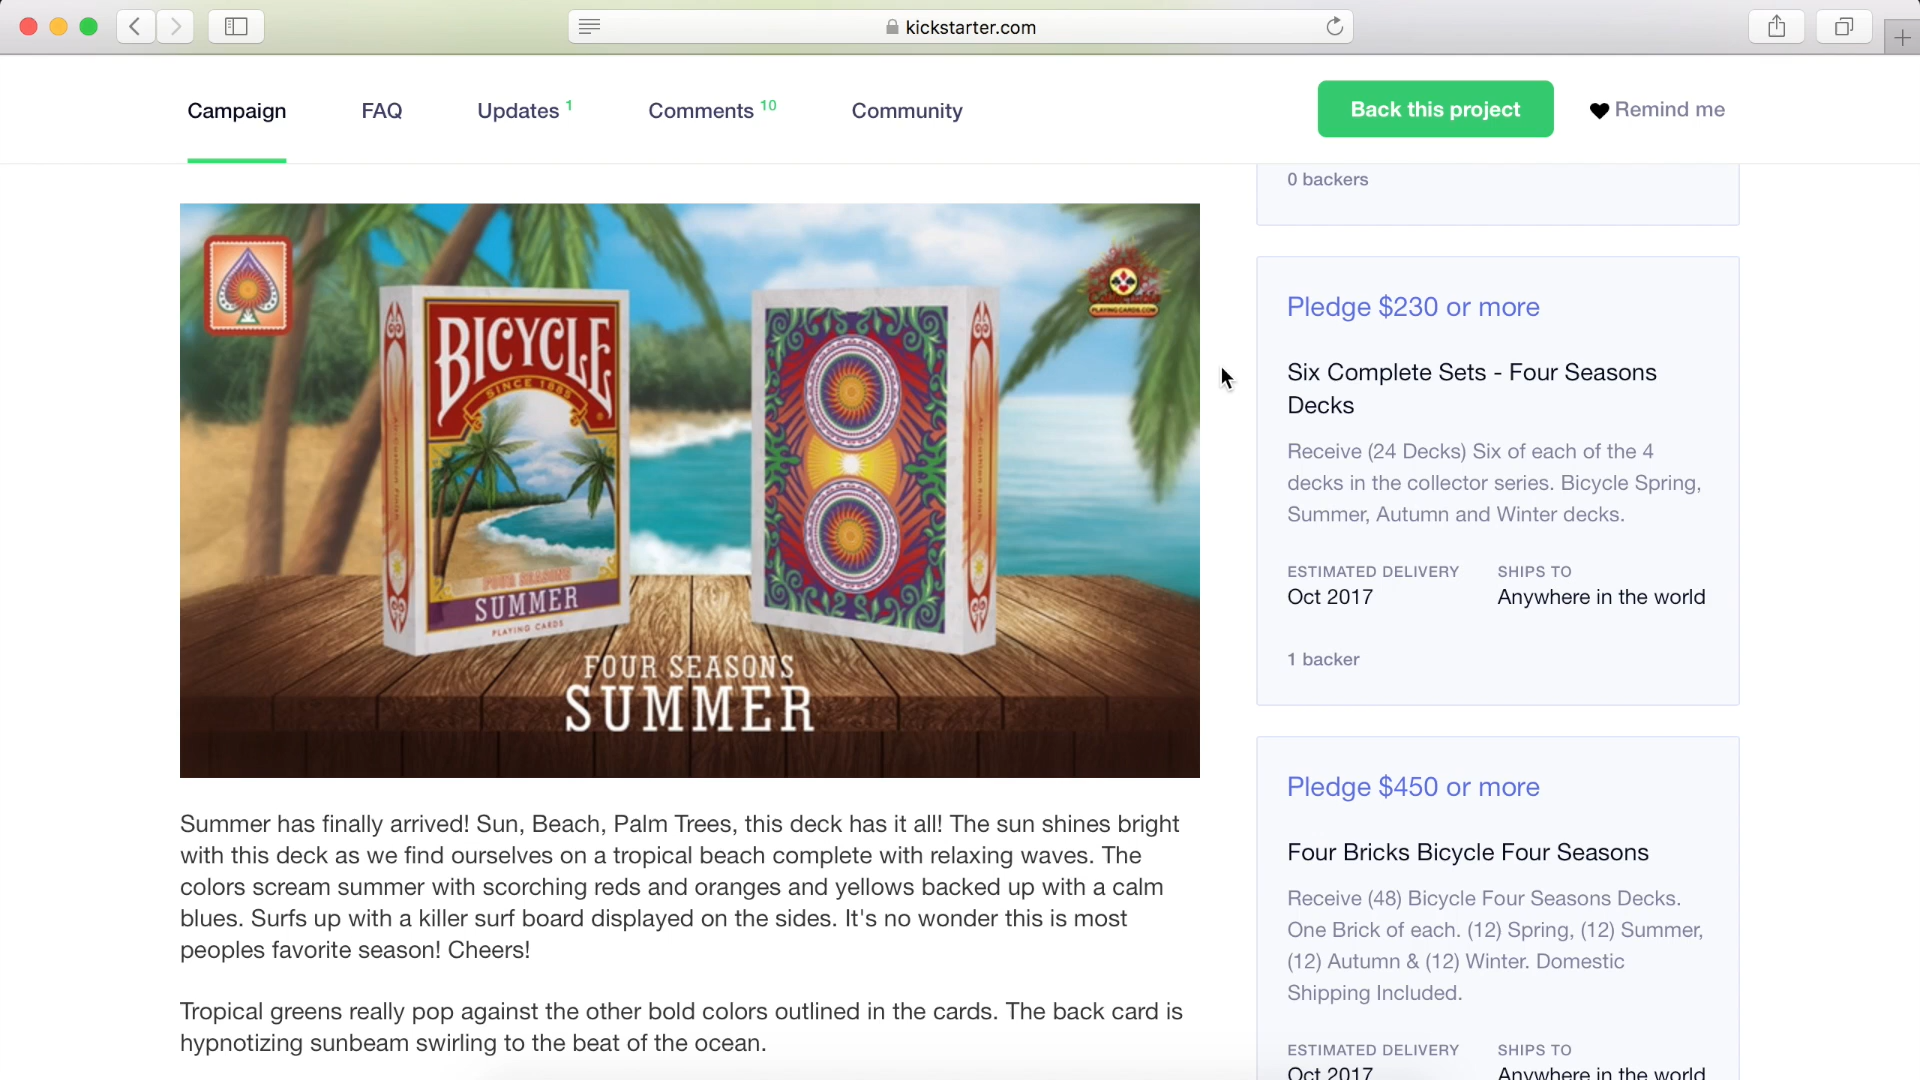 kickstarter.com
Campaign
FAQ
Updates 1
Comments 10
Community
Back this project
Remind me
BICYCLE
SINCE 1885
FOUR SEASONS
SUMMER
PLAYING CARDS
Air-Cushion Finish
Air-Cushion Finish
PLAYINGCARDS.COM
FOUR SEASONS
SUMMER
Summer has finally arrived! Sun, Beach, Palm Trees, this deck has it all! The sun shines bright
with this deck as we find ourselves on a tropical beach complete with relaxing waves. The
colors scream summer with scorching reds and oranges and yellows backed up with a calm
blues. Surfs up with a killer surf board displayed on the sides. It's no wonder this is most
peoples favorite season! Cheers!
Tropical greens really pop against the other bold colors outlined in the cards. The back card is
hypnotizing sunbeam swirling to the beat of the ocean.
0 backers
Pledge $230 or more
Six Complete Sets - Four Seasons
Decks
Receive (24 Decks) Six of each of the 4
decks in the collector series. Bicycle Spring,
Summer, Autumn and Winter decks.
ESTIMATED DELIVERY
Oct 2017
SHIPS TO
Anywhere in the world
1 backer
Pledge $450 or more
Four Bricks Bicycle Four Seasons
Receive (48) Bicycle Four Seasons Decks.
One Brick of each. (12) Spring, (12) Summer,
(12) Autumn & (12) Winter. Domestic
Shipping Included.
ESTIMATED DELIVERY
Oct 2017
SHIPS TO
Anywhere in the world